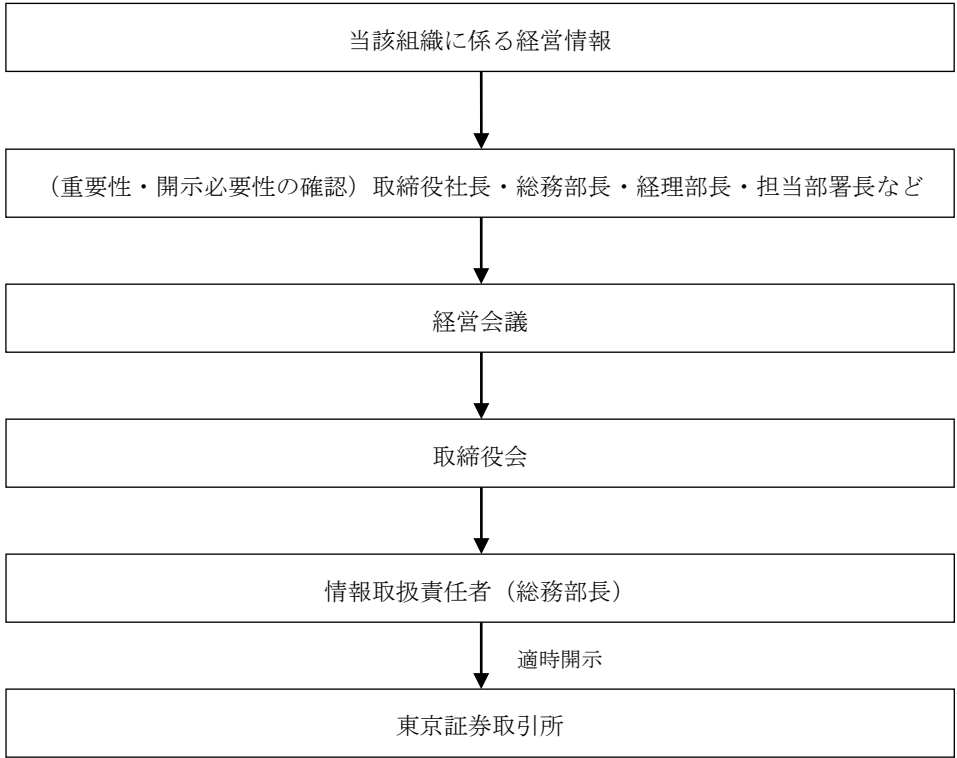 当該組織に係る経営情報
（重要性・開示必要性の確認）取締役社長・総務部長・経理部長・担当部署長など
経営会議
取締役会
情報取扱責任者（総務部長）
適時開示
東京証券取引所